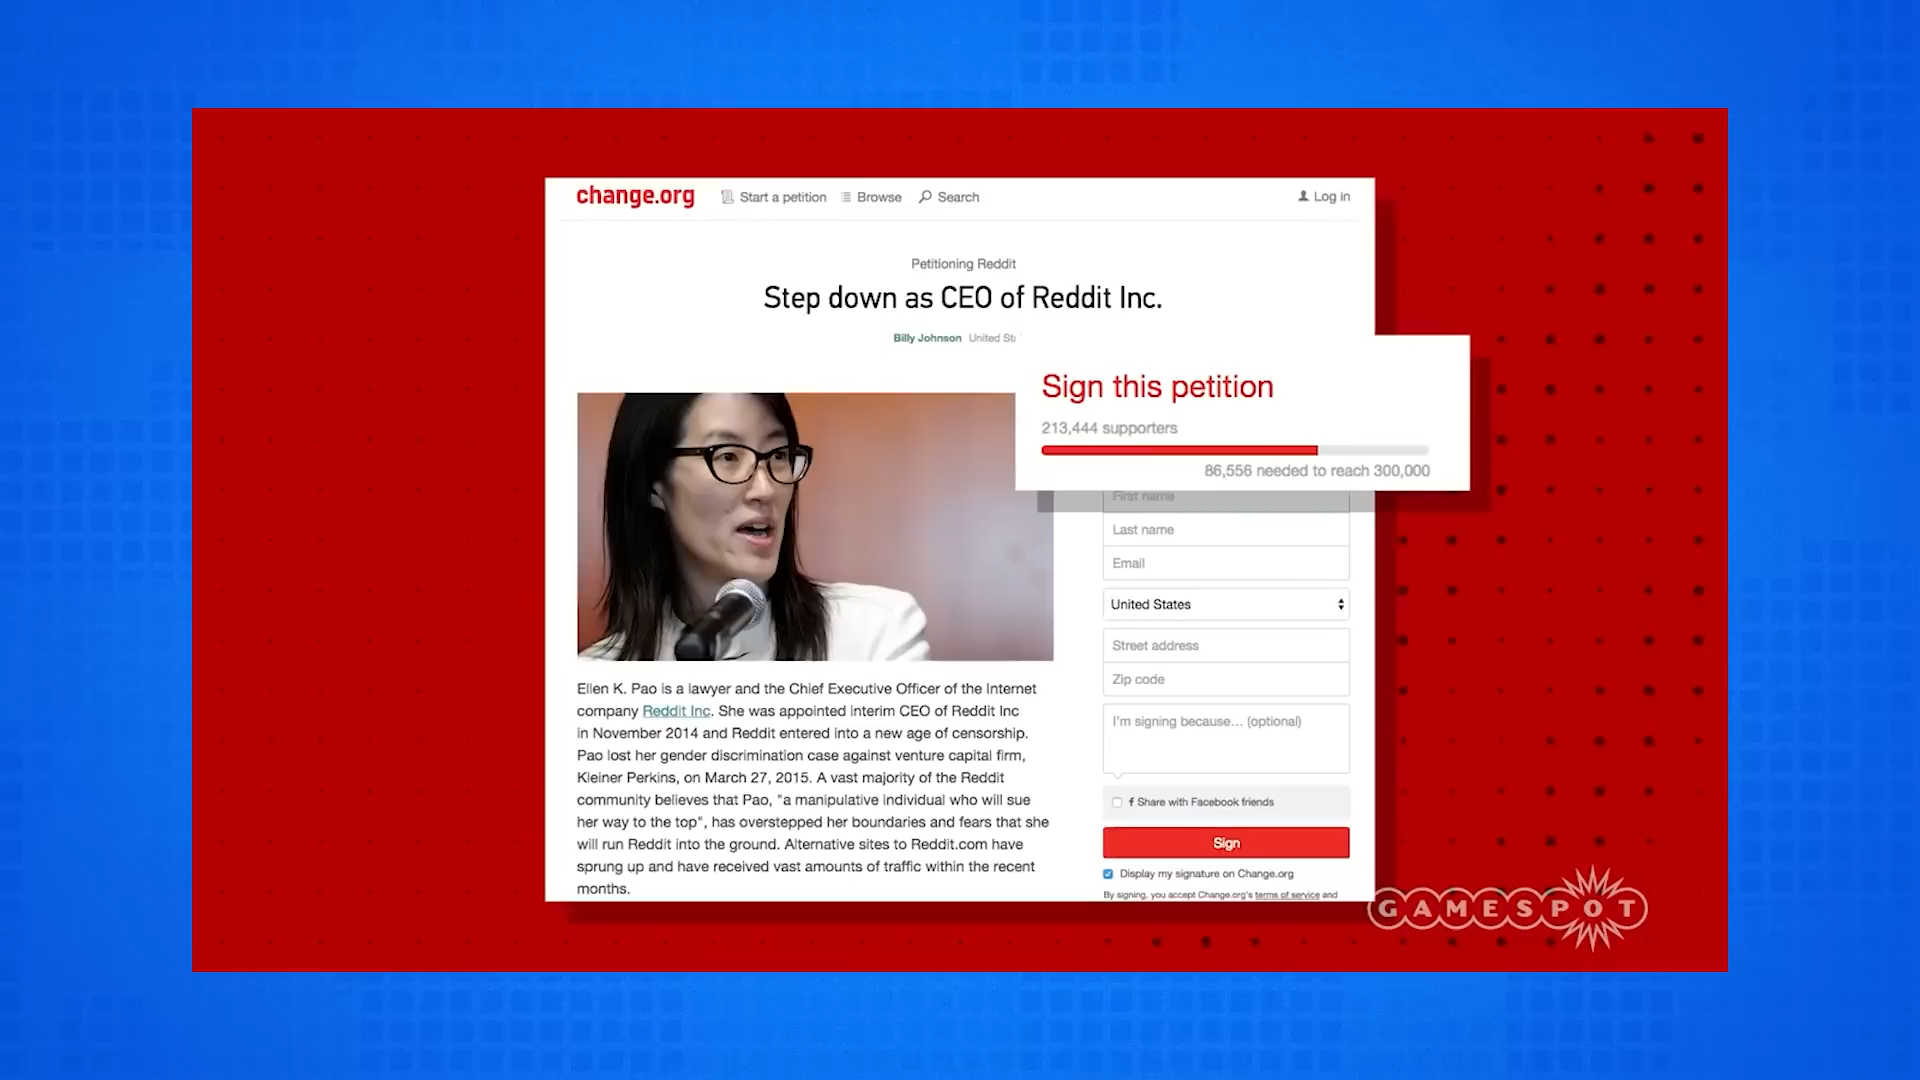 change.org
Start a petition
Browse
Search
Log in
Petitioning Reddit
Step down as CEO of Reddit Inc.
Billy Johnson United
Sign this petition
213,444 supporters
86,556 needed to reach 300,000
First name
Last name
Email
United States
Street address
Zip code
I'm signing because... (optional)
f Share with Facebook friends
Sign
Display my signature on Change.org
By signing, you accept Change.org's terms of service and
Ellen K. Pao is a lawyer and the Chief Executive Officer of the Internet
company Reddit Inc. She was appointed interim CEO of Reddit Inc
in November 2014 and Reddit entered into a new age of censorship.
Pao lost her gender discrimination case against venture capital firm,
Kleiner Perkins, on March 27, 2015. A vast majority of the Reddit
community believes that Pao, "a manipulative individual who will sue
her way to the top", has overstepped her boundaries and fears that she
will run Reddit into the ground. Alternative sites to Reddit.com have
sprung up and have received vast amounts of traffic within the recent
months.
GAMESPOT